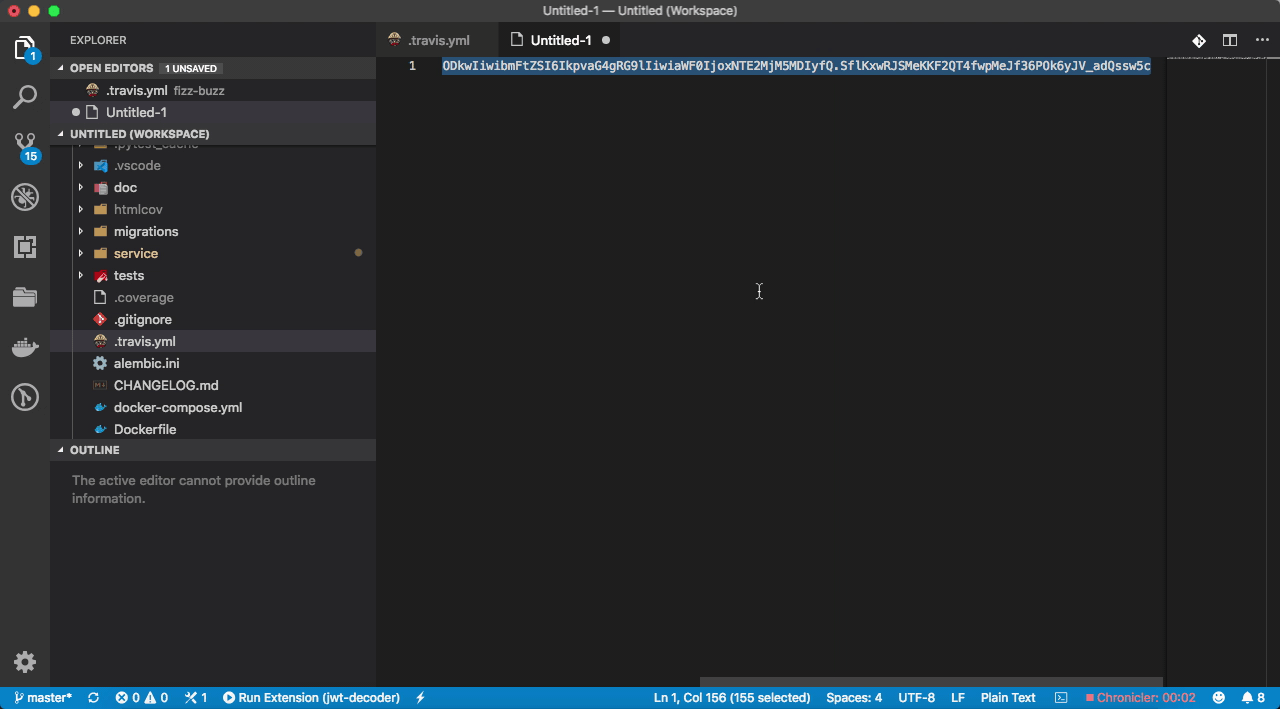 Untitled-1 — Untitled (Workspace)
1
15
EXPLORER
OPEN EDITORS 1 UNSAVED
.travis.yml fizz-buzz
Untitled-1
UNTITLED (WORKSPACE)
.pytest_cache
.vscode
doc
htmlcov
migrations
service
tests
.coverage
.gitignore
.travis.yml
alembic.ini
CHANGELOG.md
docker-compose.yml
Dockerfile
OUTLINE
The active editor cannot provide outline
information.
.travis.yml Untitled-1
1 ODkwIiwibmFtZSI6IkpvaG4gRG9lIiwiaWF0IjoxNTE2MjM5MDIyfQ.SflKxwRJSMeKKF2QT4fwpMeJf36POk6yJV_adQssw5c
master* 0 0 1 Run Extension (jwt-decoder) Ln 1, Col 156 (155 selected) Spaces: 4 UTF-8 LF Plain Text Chronicler: 00:02 8